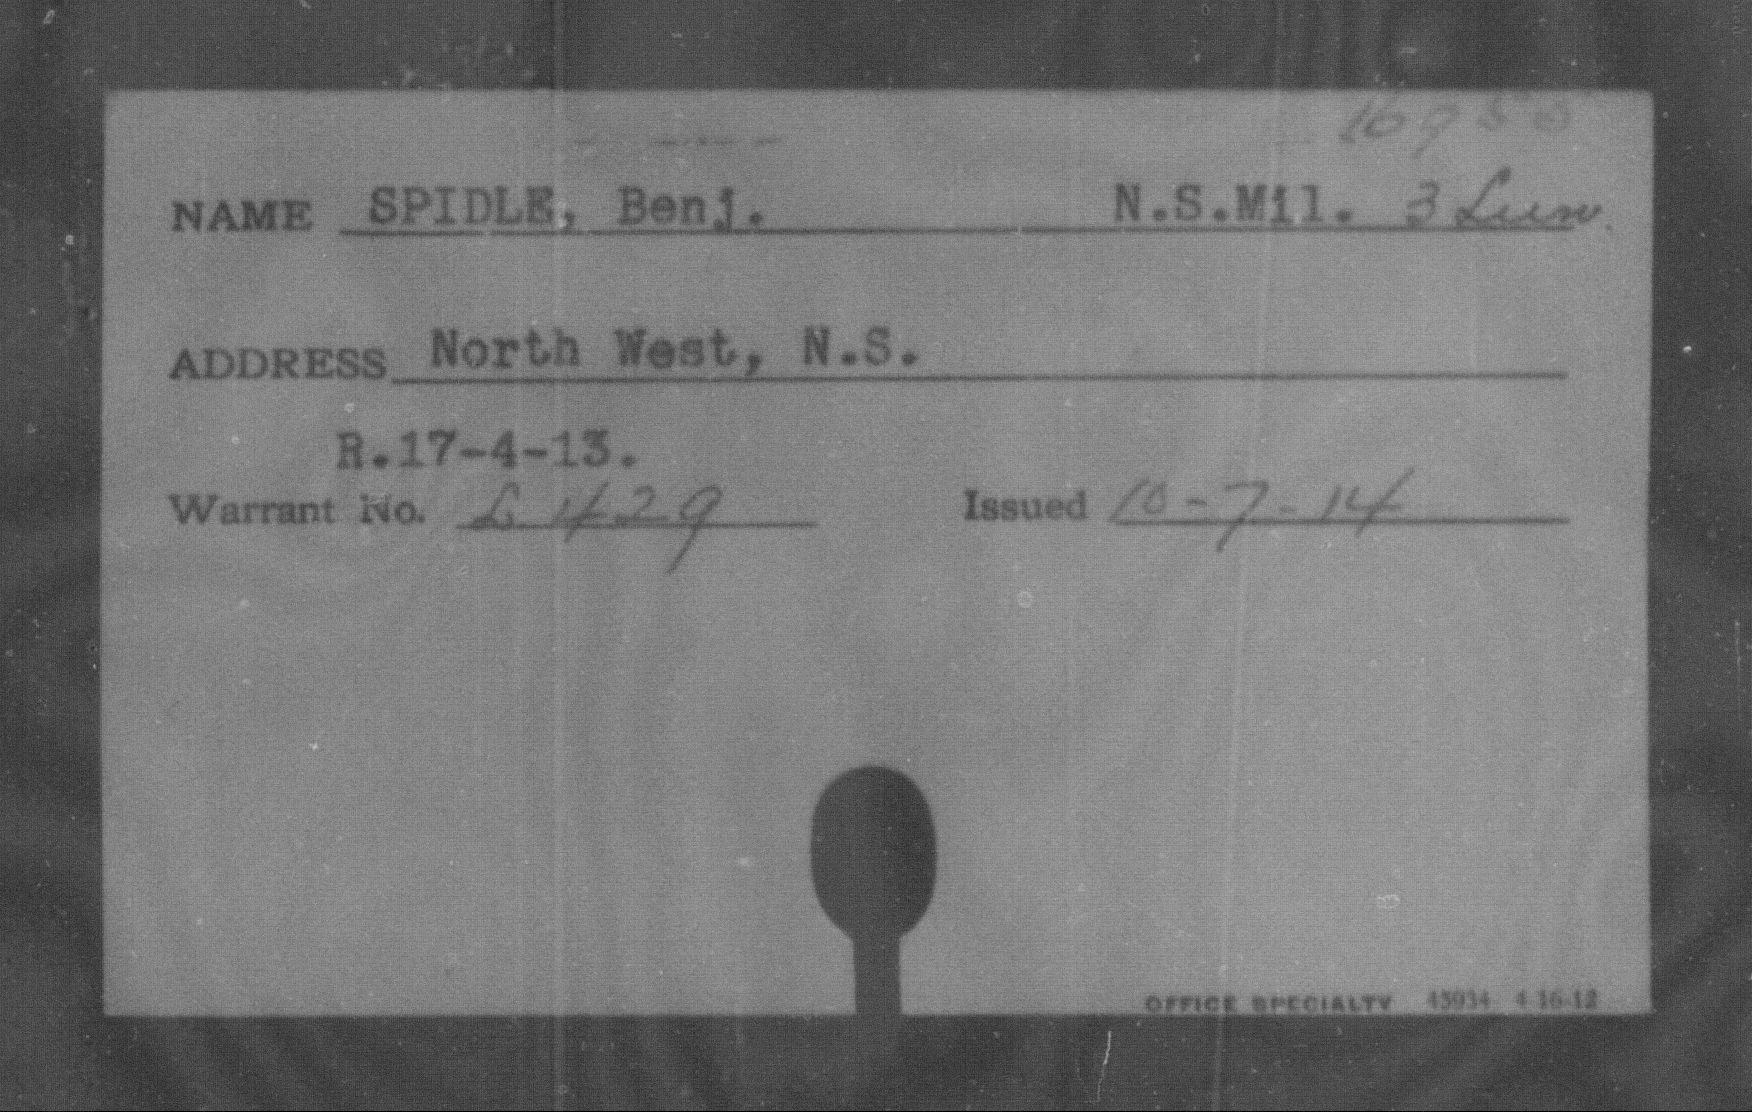 16950
NAME SPIDLE, Benj. N.S.Mil. 3 Lun.
ADDRESS North West, N.S.
R.17-4-13.
Warrant No. L 1429 Issued 10-7-14
OFFICE SPECIALTY 43934 4-16-12